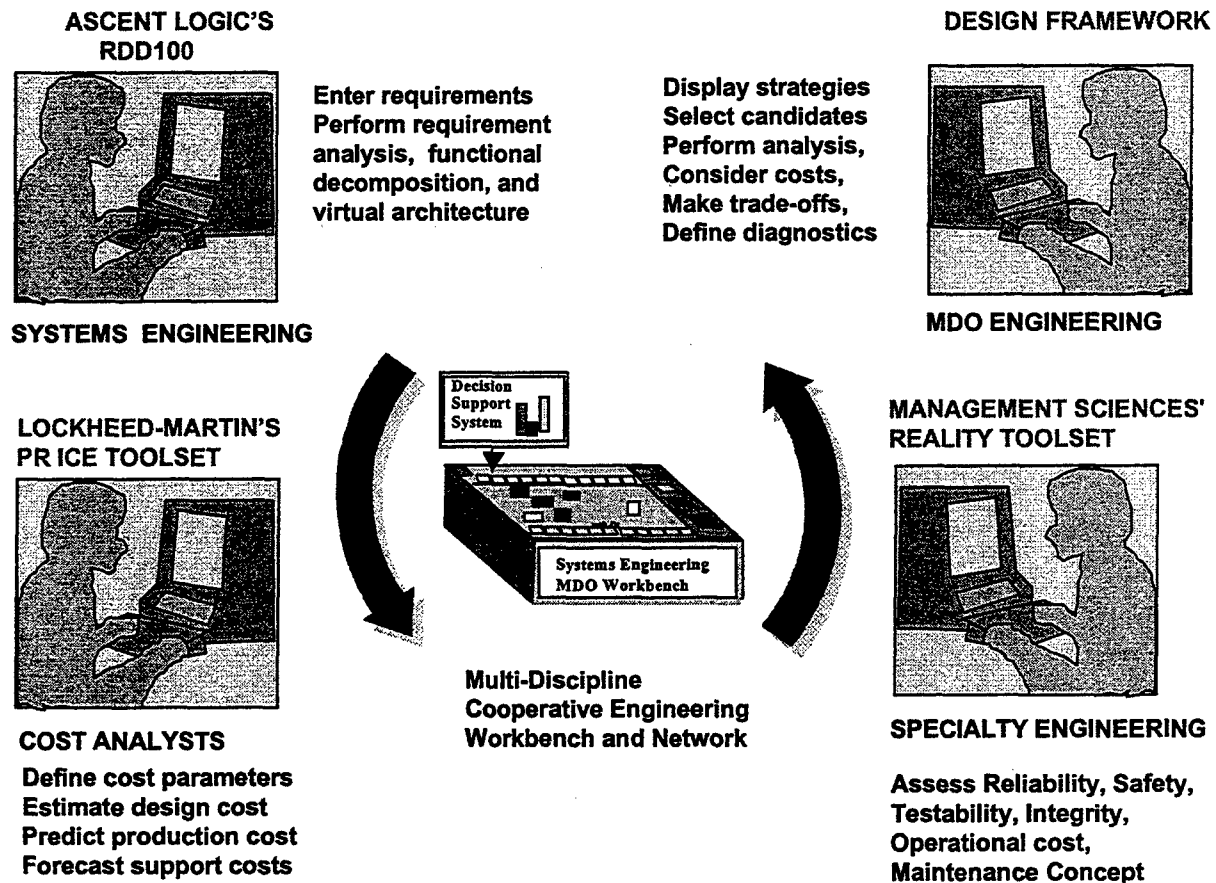 ASCENT LOGIC'S
RDD100
Enter requirements
Perform requirement
analysis, functional
decomposition, and
virtual architecture
SYSTEMS ENGINEERING
DESIGN FRAMEWORK
Display strategies
Select candidates
Perform analysis,
Consider costs,
Make trade-offs,
Define diagnostics
MDO ENGINEERING
Decision
Support
System
Systems Engineering
MDO Workbench
Multi-Discipline
Cooperative Engineering
Workbench and Network
LOCKHEED-MARTIN'S
PR ICE TOOLSET
COST ANALYSTS
Define cost parameters
Estimate design cost
Predict production cost
Forecast support costs
MANAGEMENT SCIENCES'
REALITY TOOLSET
SPECIALTY ENGINEERING
Assess Reliability, Safety,
Testability, Integrity,
Operational cost,
Maintenance Concept